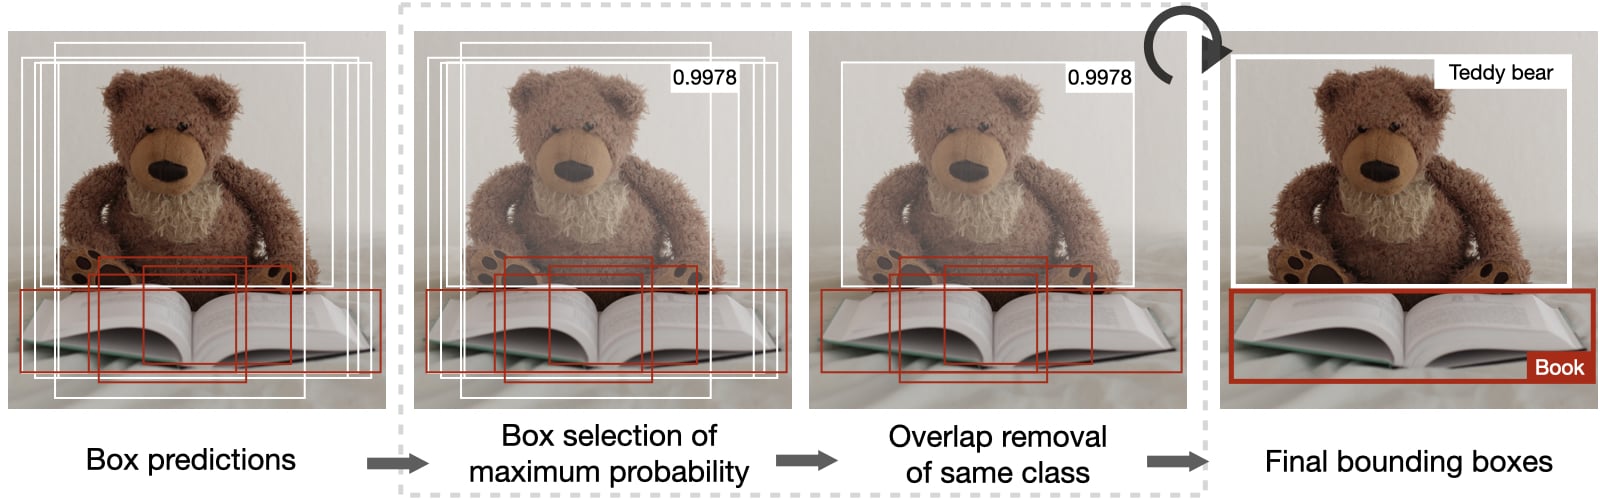 0.9978
0.9978
Teddy bear
Book
Box predictions
Box selection of
maximum probability
Overlap removal
of same class
Final bounding boxes